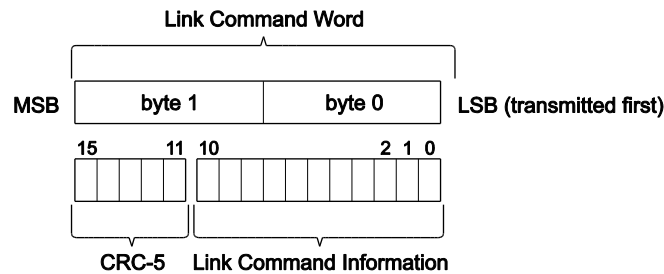 Link Command Word
MSB byte 1 byte 0 LSB (transmitted first)
15 11 10 2 1 0
CRC-5 Link Command Information